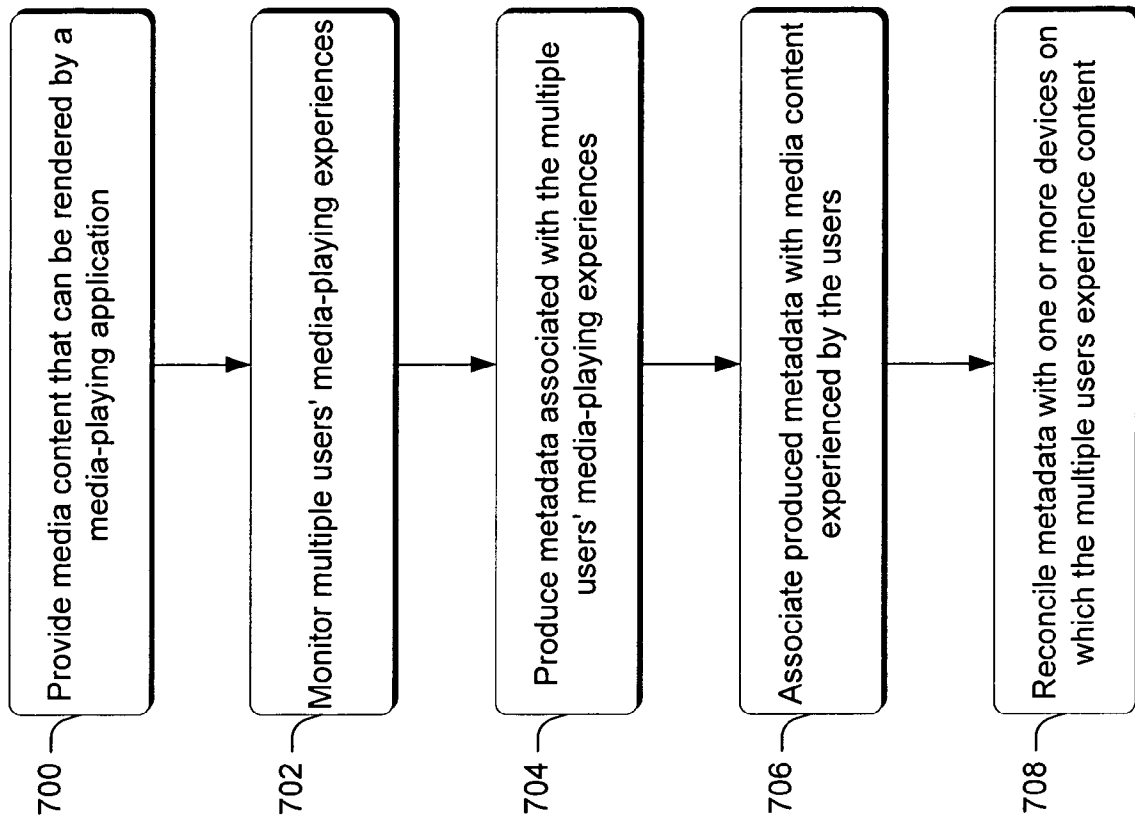 700
Provide media content that can be rendered by a
media-playing application
702
Monitor multiple users' media-playing experiences
704
Produce metadata associated with the multiple
users' media-playing experiences
706
Associate produced metadata with media content
experienced by the users
708
Reconcile metadata with one or more devices on
which the multiple users experience content